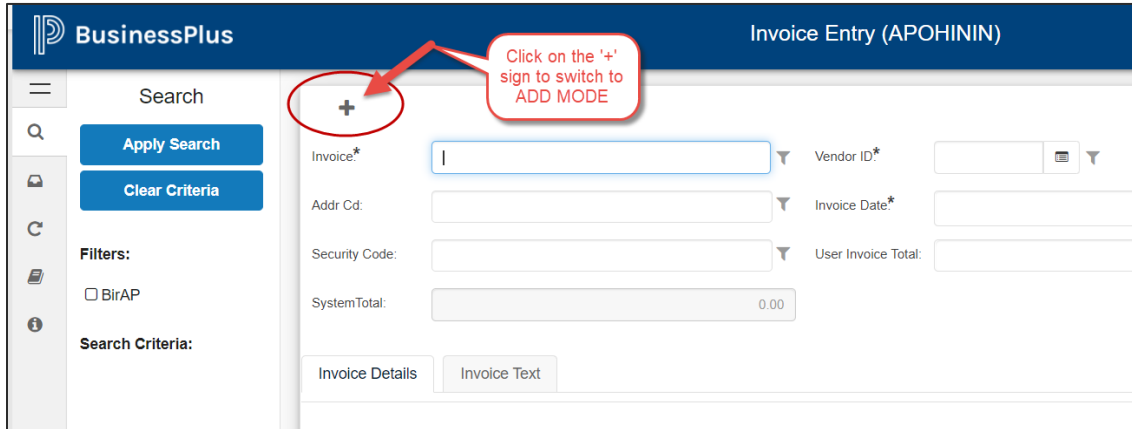 BusinessPlus
Invoice Entry (APOHININ)
Click on the '+'
sign to switch to
ADD MODE
Search
Apply Search
Clear Criteria
Filters:
BirAP
Search Criteria:
Invoice:*
Vendor ID:*
Addr Cd:
Invoice Date:*
Security Code:
User Invoice Total:
SystemTotal:
0.00
Invoice Details
Invoice Text